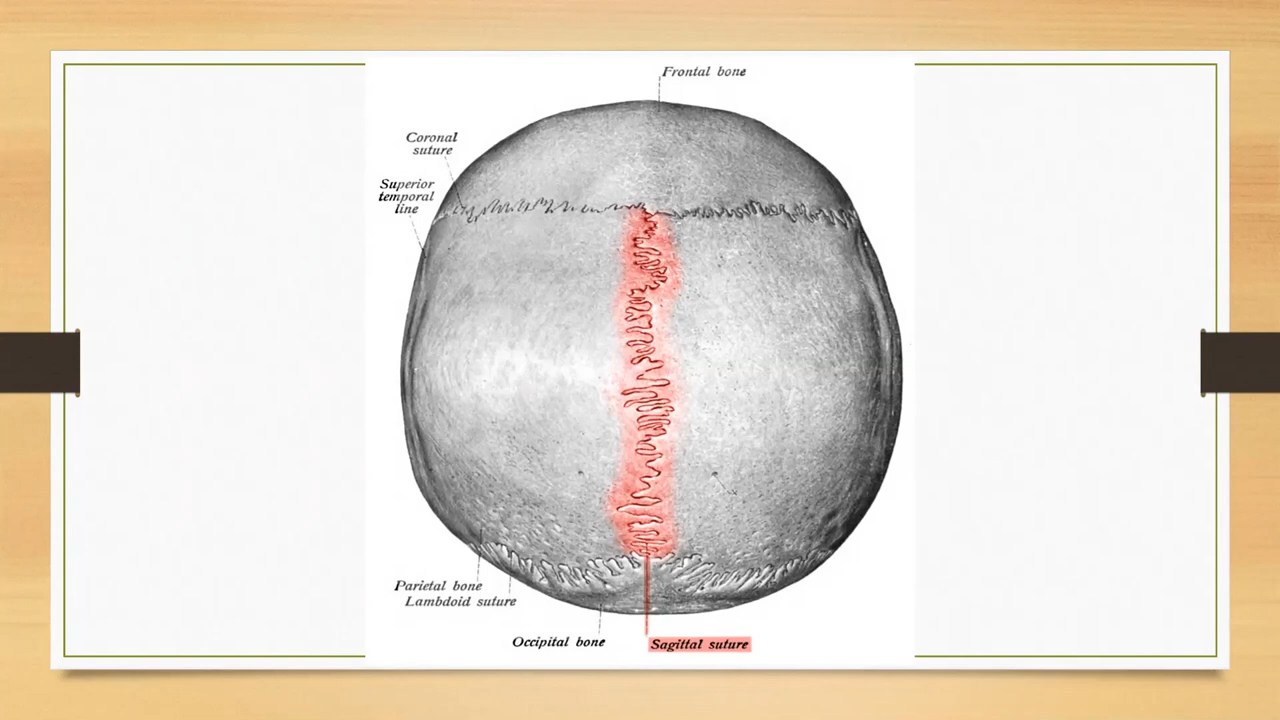 Frontal bone
Coronal
suture
Superior
temporal
line
Parietal bone
Lambdoid suture
Occipital bone
Sagittal suture